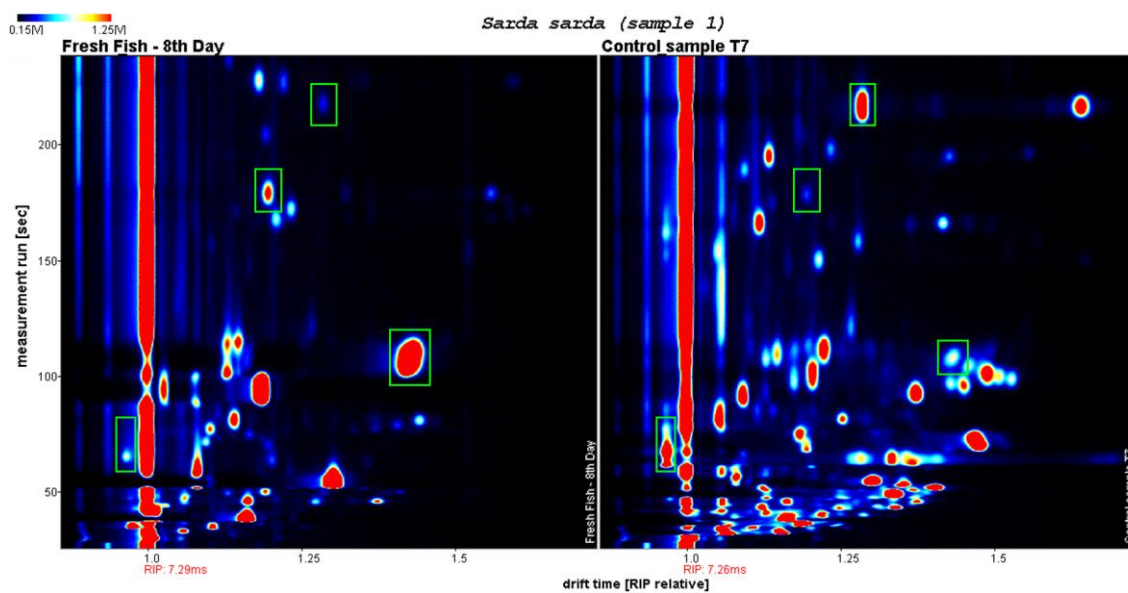 Sarda sarda (sample 1)
0.15M 1.25M
Fresh Fish - 8th Day
Control_sample T7
measurement run [sec]
200
150
100
50
Fresh Fish - 8th Day
1.0 1.25 1.5
RIP: 7.29ms
1.0 1.25 1.5
RIP: 7.26ms
drift time [RIP relative]